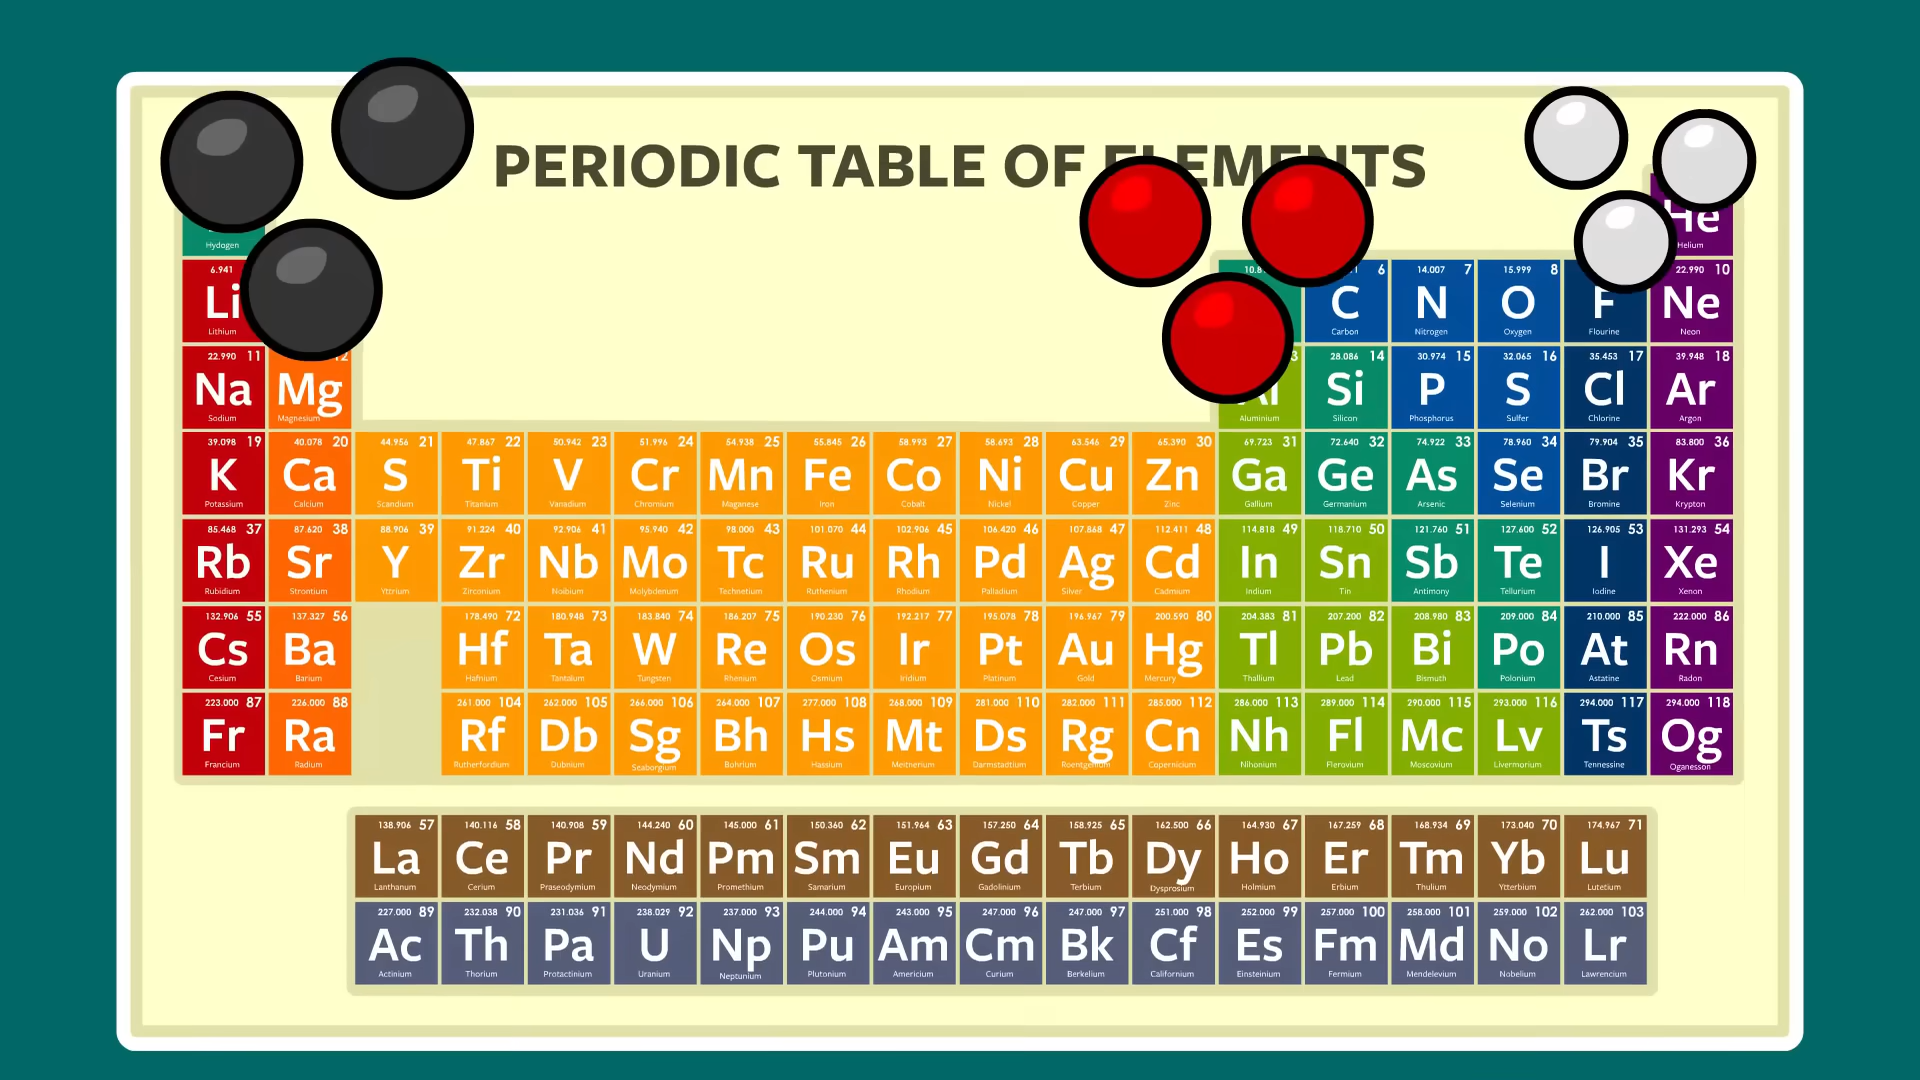 PERIODIC TABLE OF ELEMENTS
Hydogen
He
Helium
6.941
Li
Lithium
6
C
Carbon
14.007 7
N
Nitrogen
15.999 8
O
Oxygen
F
Flourine
22.990 10
Ne
Neon
22.990 11
Na
Sodium
Mg
Magnesium
Aluminium
28.086 14
Si
Silicon
30.974 15
P
Phosphorus
32.065 16
S
Sulfer
35.453 17
Cl
Chlorine
39.948 18
Ar
Argon
39.098 19
K
Potassium
40.078 20
Ca
Calcium
44.956 21
S
Scandium
47.867 22
Ti
Titanium
50.942 23
V
Vanadium
51.996 24
Cr
Chromium
54.938 25
Mn
Maganese
55.845 26
Fe
Iron
58.993 27
Co
Cobalt
58.693 28
Ni
Nickel
63.546 29
Cu
Copper
65.390 30
Zn
Zinc
69.723 31
Ga
Gallium
72.640 32
Ge
Germanium
74.922 33
As
Arsenic
78.960 34
Se
Selenium
79.904 35
Br
Bromine
83.800 36
Kr
Krypton
85.468 37
Rb
Rubidium
87.620 38
Sr
Strontium
88.906 39
Y
Yttrium
91.224 40
Zr
Zirconium
92.906 41
Nb
Noibium
95.940 42
Mo
Molybdenum
98.000 43
Tc
Technetium
101.070 44
Ru
Ruthenium
102.906 45
Rh
Rhodium
106.420 46
Pd
Palladium
107.868 47
Ag
Silver
112.411 48
Cd
Cadmium
114.818 49
In
Indium
118.710 50
Sn
Tin
121.760 51
Sb
Antimony
127.600 52
Te
Tellurium
126.905 53
I
Iodine
131.293 54
Xe
Xenon
132.906 55
Cs
Cesium
137.327 56
Ba
Barium
178.490 72
Hf
Hafnium
180.948 73
Ta
Tantalum
183.840 74
W
Tungsten
186.207 75
Re
Rhenium
190.230 76
Os
Osmium
192.217 77
Ir
Iridium
195.078 78
Pt
Platinum
196.967 79
Au
Gold
200.590 80
Hg
Mercury
204.383 81
Tl
Thallium
207.200 82
Pb
Lead
208.980 83
Bi
Bismuth
209.000 84
Po
Polonium
210.000 85
At
Astatine
222.000 86
Rn
Radon
223.000 87
Fr
Francium
226.000 88
Ra
Radium
261.000 104
Rf
Rutherfordium
262.000 105
Db
Dubnium
266.000 106
Sg
Seaborgium
264.000 107
Bh
Bohrium
277.000 108
Hs
Hassium
268.000 109
Mt
Meitnerium
281.000 110
Ds
Darmstadtium
282.000 111
Rg
Roentgenium
285.000 112
Cn
Copernicium
286.000 113
Nh
Nihonium
289.000 114
Fl
Flerovium
290.000 115
Mc
Moscovium
293.000 116
Lv
Livermorium
294.000 117
Ts
Tennessine
294.000 118
Og
Oganesson
138.906 57
La
Lanthanum
140.116 58
Ce
Cerium
140.908 59
Pr
Praseodymium
144.240 60
Nd
Neodymium
145.000 61
Pm
Promethium
150.360 62
Sm
Samarium
151.964 63
Eu
Europium
157.250 64
Gd
Gadolinium
158.925 65
Tb
Terbium
162.500 66
Dy
Dysprosium
164.930 67
Ho
Holmium
167.259 68
Er
Erbium
168.934 69
Tm
Thulium
173.040 70
Yb
Ytterbium
174.967 71
Lu
Lutetium
227.000 89
Ac
Actinium
232.038 90
Th
Thorium
231.036 91
Pa
Protactinium
238.029 92
U
Uranium
237.000 93
Np
Neptunium
244.000 94
Pu
Plutonium
243.000 95
Am
Americium
247.000 96
Cm
Curium
247.000 97
Bk
Berkelium
251.000 98
Cf
Californium
252.000 99
Es
Einsteinium
257.000 100
Fm
Fermium
258.000 101
Md
Mendelevium
259.000 102
No
Nobelium
262.000 103
Lr
Lawrencium